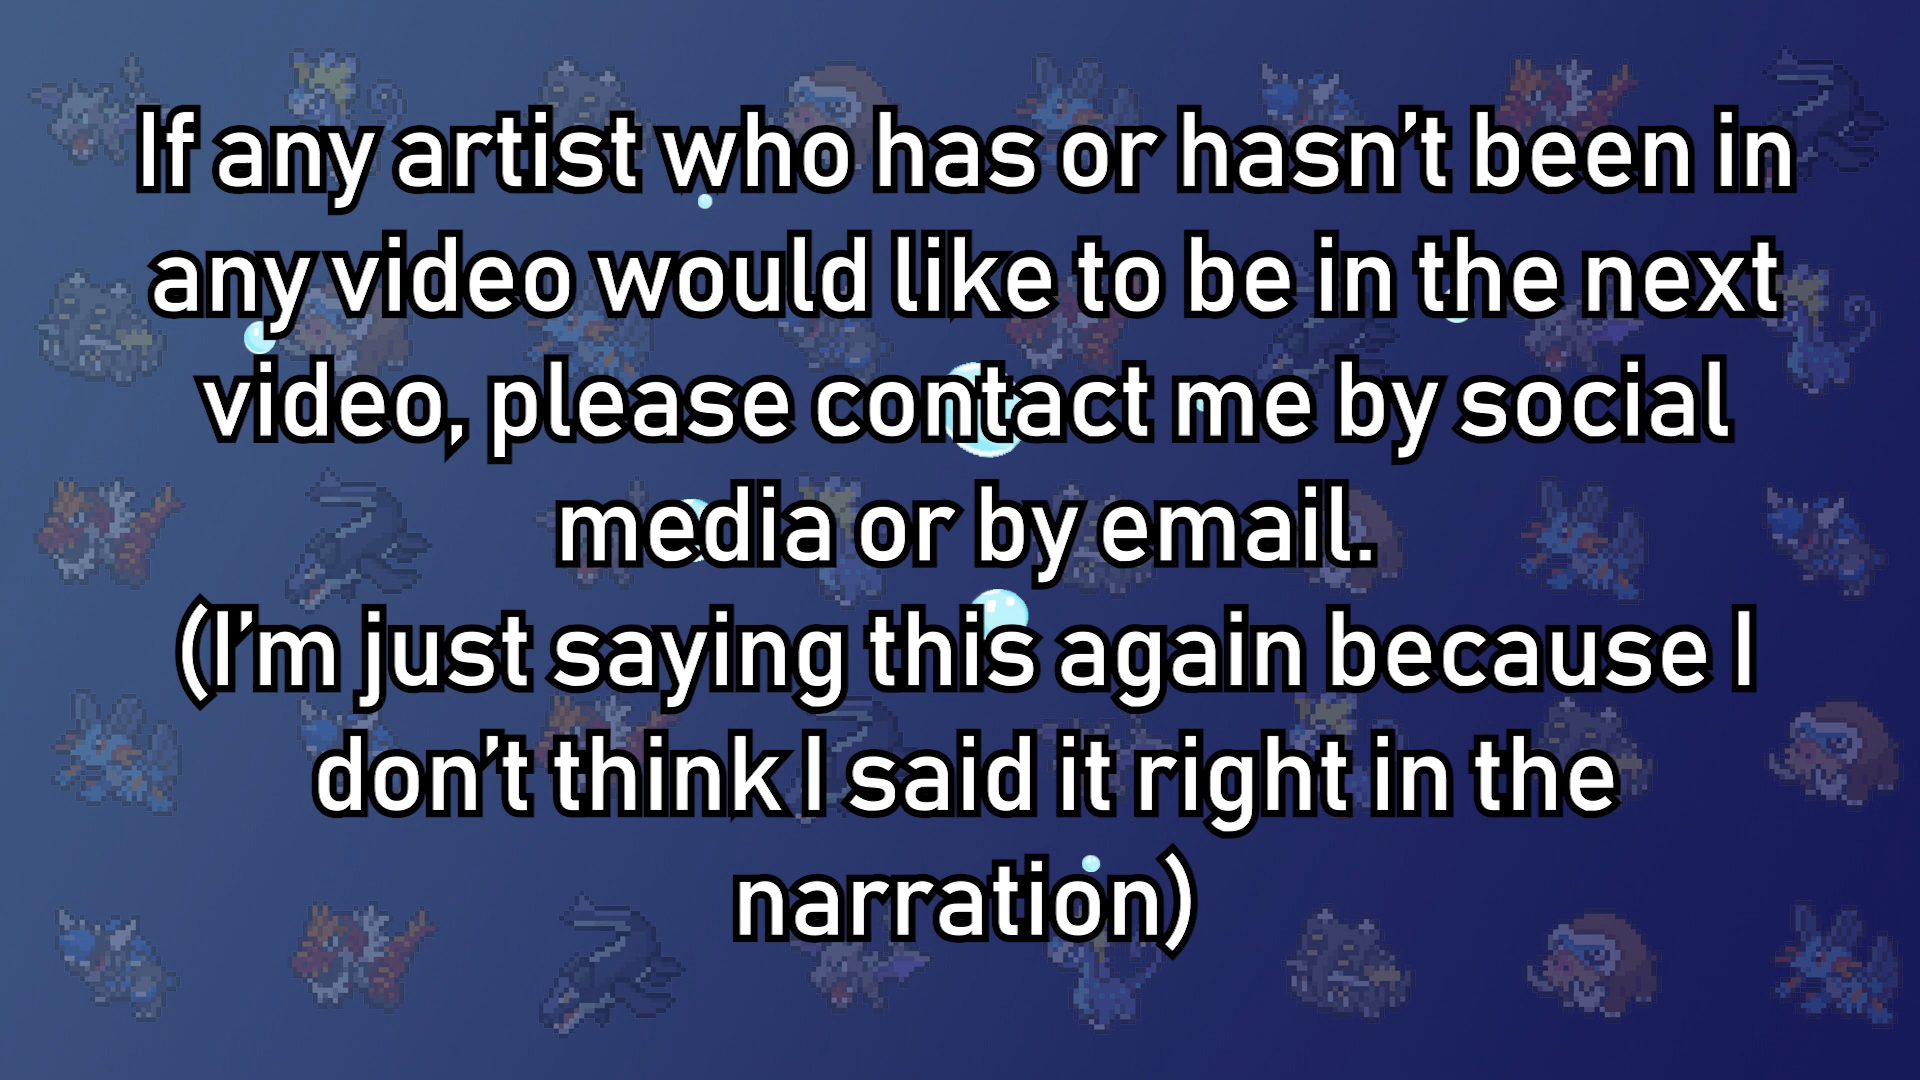 If any artist who has or hasn't been in
any video would like to be in the next
video, please contact me by social
media or by email.
(I'm just saying this again because I
don't think I said it right in the
narration)